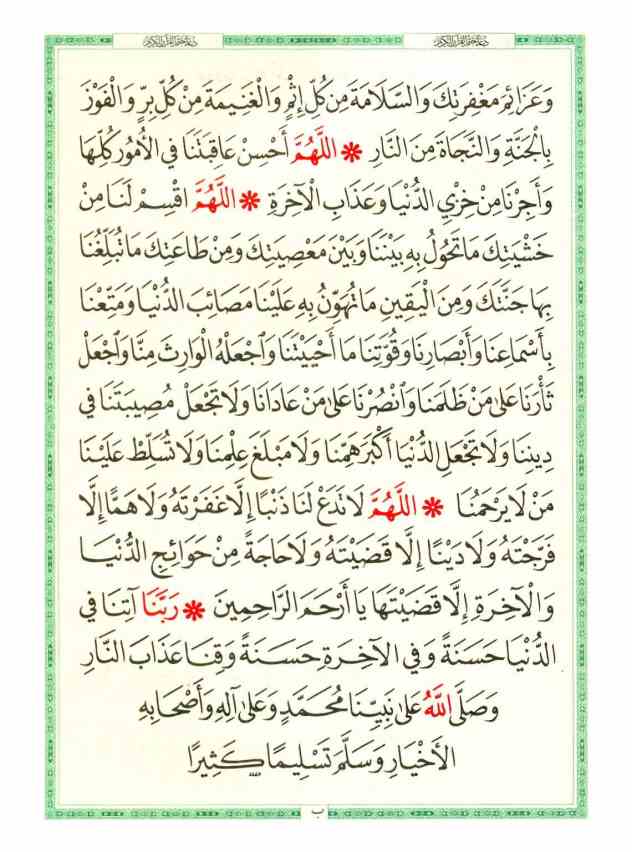 دعاء ختم القرآن الكريم دعاء ختم القرآن الكريم
وَعَزَائِمَ مَغْفِرَتِكَ وَالسَّلَامَةَ مِنْ كُلِّ إِثْمٍ وَالْغَنِيمَةَ مِنْ كُلِّ بِرٍّ وَالْفَوْزَ
بِالْجَنَّةِ وَالنَّجَاةَ مِنَ النَّارِ * اللَّهُمَّ أَحْسِنْ عَاقِبَتَنَا فِي الْأُمُورِ كُلِّهَا
وَأَجِرْنَا مِنْ خِزْيِ الدُّنْيَا وَعَذَابِ الْآخِرَةِ * اللَّهُمَّ اقْسِمْ لَنَا مِنْ
خَشْيَتِكَ مَا تَحُولُ بِهِ بَيْنَنَا وَبَيْنَ مَعْصِيَتِكَ وَمِنْ طَاعَتِكَ مَا تُبَلِّغُنَا
بِهَا جَنَّتَكَ وَمِنَ الْيَقِينِ مَا تُهَوِّنُ بِهِ عَلَيْنَا مَصَائِبَ الدُّنْيَا وَمَتِّعْنَا
بِأَسْمَاعِنَا وَأَبْصَارِنَا وَقُوَّتِنَا مَا أَحْيَيْتَنَا وَاجْعَلْهُ الْوَارِثَ مِنَّا وَاجْعَلْ
ثَأْرَنَا عَلَى مَنْ ظَلَمَنَا وَانْصُرْنَا عَلَى مَنْ عَادَانَا وَلَا تَجْعَلْ مُصِيبَتَنَا فِي
دِينِنَا وَلَا تَجْعَلِ الدُّنْيَا أَكْبَرَ هَمِّنَا وَلَا مَبْلَغَ عِلْمِنَا وَلَا تُسَلِّطْ عَلَيْنَا
مَنْ لَا يَرْحَمُنَا * اللَّهُمَّ لَا تَدَعْ لَنَا ذَنْبًا إِلَّا غَفَرْتَهُ وَلَا هَمًّا إِلَّا
فَرَّجْتَهُ وَلَا دَيْنًا إِلَّا قَضَيْتَهُ وَلَا حَاجَةً مِنْ حَوَائِجِ الدُّنْيَا
وَالْآخِرَةِ إِلَّا قَضَيْتَهَا يَا أَرْحَمَ الرَّاحِمِينَ * رَبَّنَا آتِنَا فِي
الدُّنْيَا حَسَنَةً وَفِي الْآخِرَةِ حَسَنَةً وَقِنَا عَذَابَ النَّارِ
وَصَلَّى اللَّهُ عَلَى نَبِيِّنَا مُحَمَّدٍ وَعَلَى آلِهِ وَأَصْحَابِهِ
الْأَخْيَارِ وَسَلَّمَ تَسْلِيمًا كَثِيرًا
ب